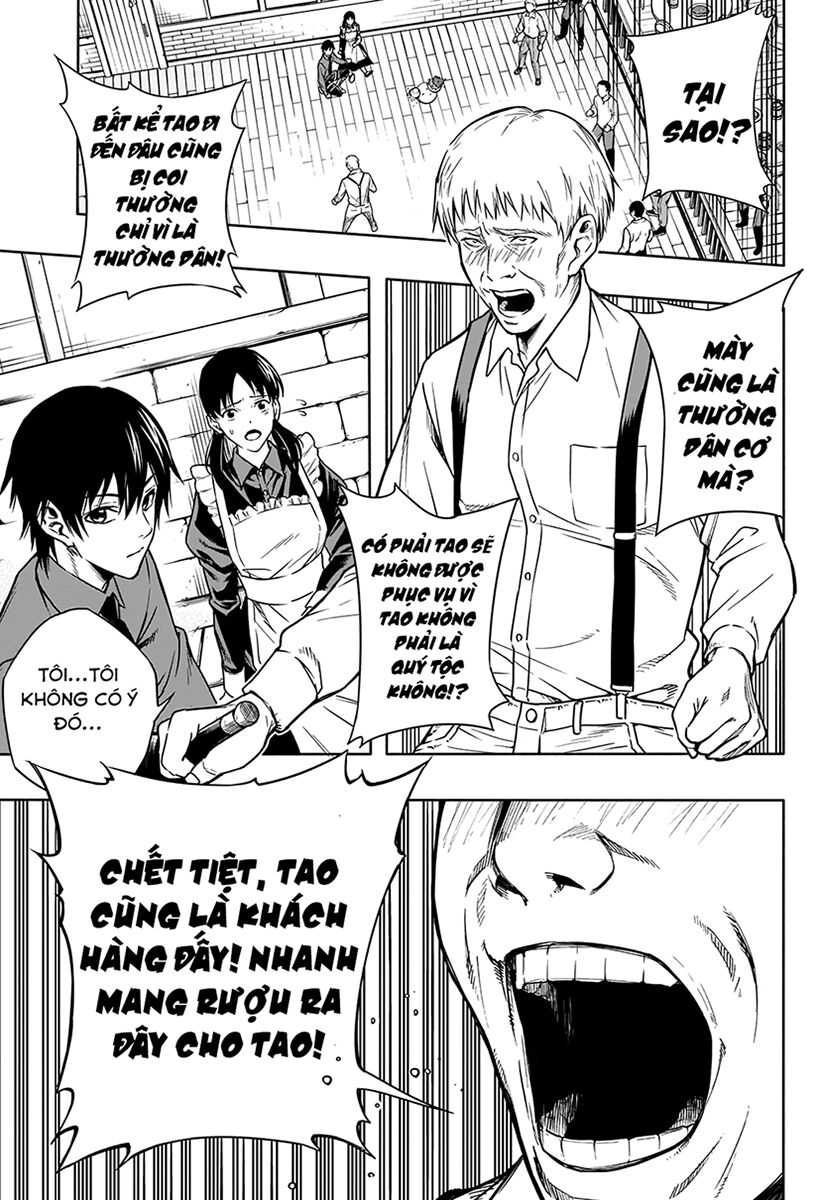 TẠI
SAO!?
BẤT KỂ TAO ĐI
ĐẾN ĐÂU CŨNG
BỊ COI
THƯỜNG
CHỈ VÌ LÀ
THƯỜNG DÂN!
MÀY
CŨNG LÀ
THƯỜNG
DÂN CƠ
MÀ?
CÓ PHẢI TAO SẼ
KHÔNG ĐƯỢC
PHỤC VỤ VÌ
TAO KHÔNG
PHẢI LÀ
QUÝ TỘC
KHÔNG!?
TÔI...TÔI
KHÔNG CÓ Ý
ĐÓ...
CHẾT TIỆT, TAO
CŨNG LÀ KHÁCH
HÀNG ĐẤY! NHANH
MANG RƯỢU RA
ĐÂY CHO TAO!